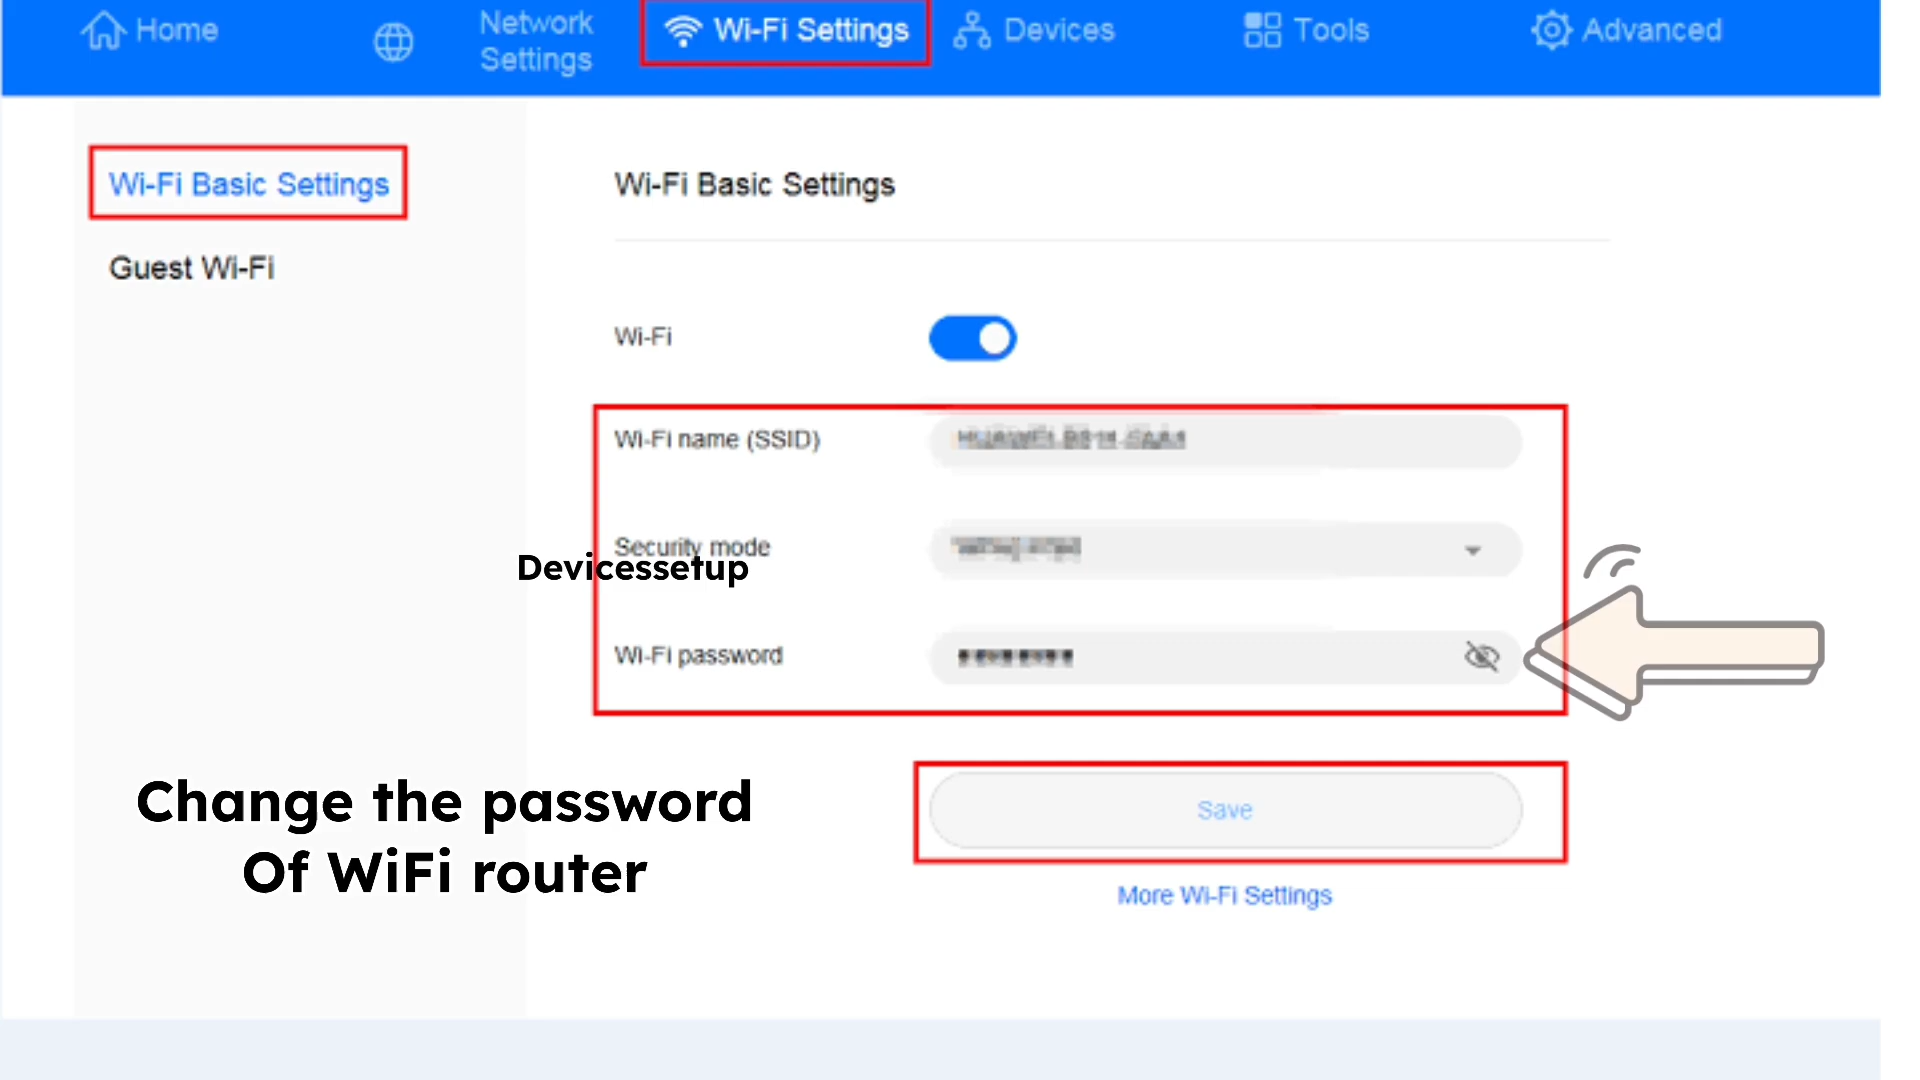 Home
Network
Settings
Wi-Fi Settings
Devices
Tools
Advanced
Wi-Fi Basic Settings
Guest Wi-Fi
Wi-Fi Basic Settings
Wi-Fi
Wi-Fi name (SSID)
Security mode
Devicessetup
Wi-Fi password
Save
More Wi-Fi Settings
Change the password
Of WiFi router